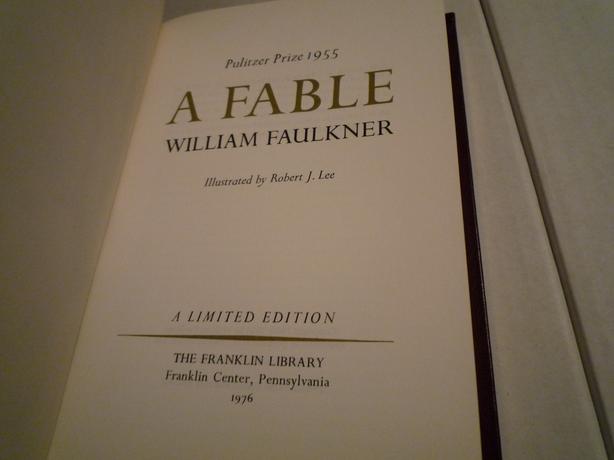 Pulitzer Prize 1955
A FABLE
WILLIAM FAULKNER
Illustrated by Robert J. Lee
A LIMITED EDITION
THE FRANKLIN LIBRARY
Franklin Center, Pennsylvania
1976